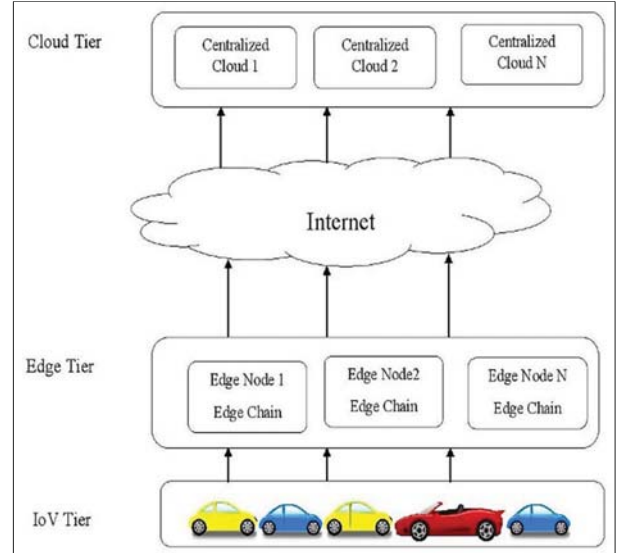 Cloud Tier
Centralized
Cloud 1
Centralized
Cloud 2
Centralized
Cloud N
Internet
Edge Tier
Edge Node 1
Edge Chain
Edge Node2
Edge Chain
Edge Node N
Edge Chain
IoV Tier